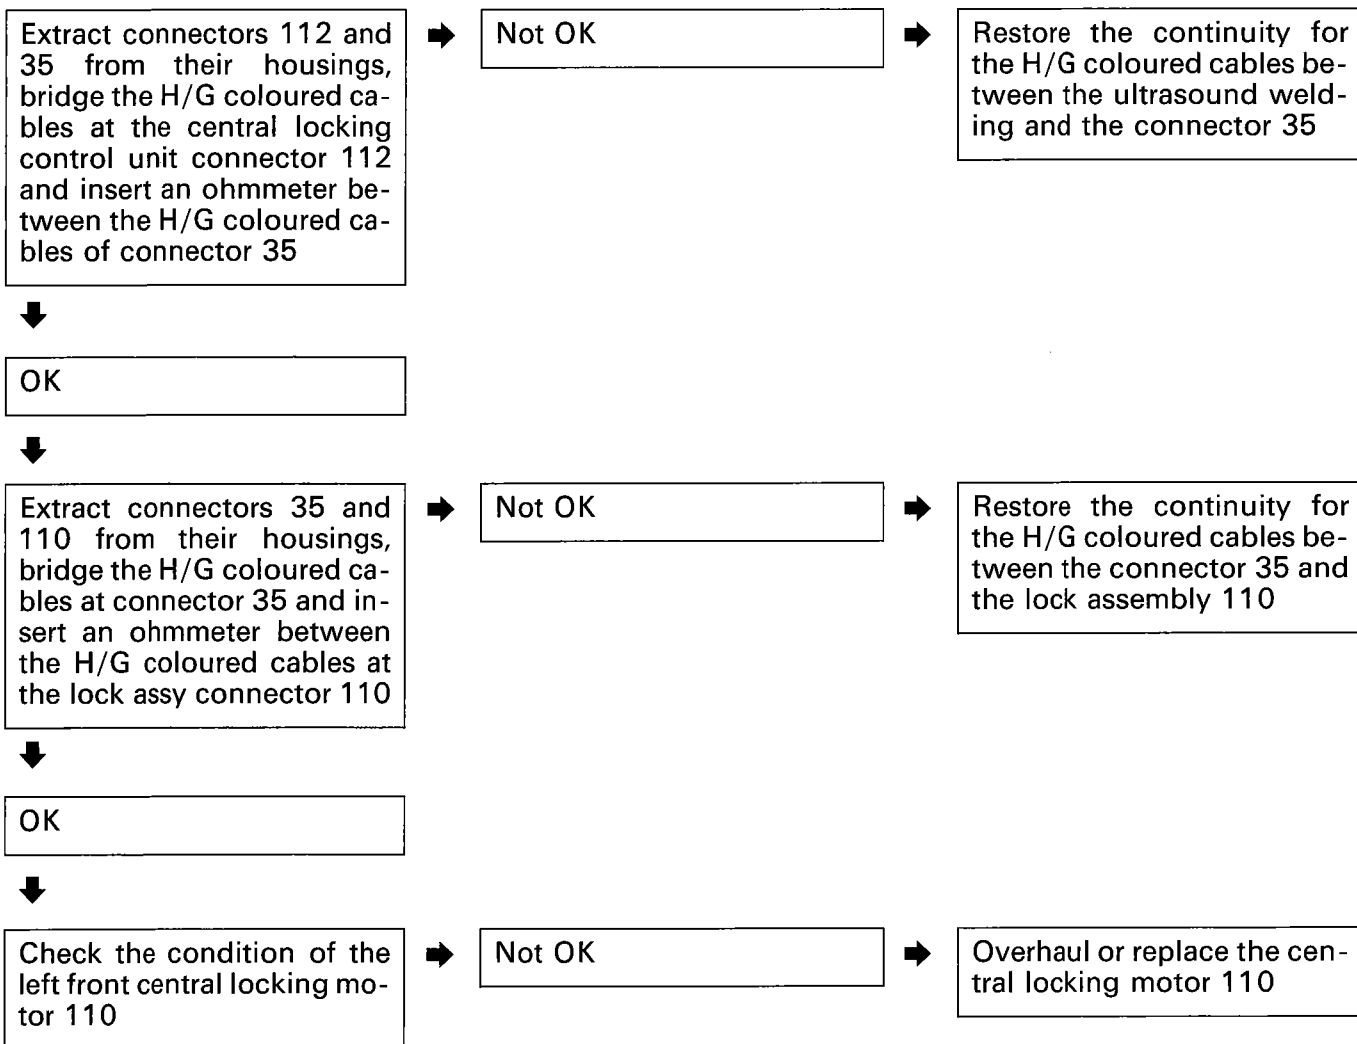 Extract connectors 112 and
35 from their housings,
bridge the H/G coloured ca-
bles at the central locking
control unit connector 112
and insert an ohmmeter be-
tween the H/G coloured ca-
bles of connector 35
Not OK
Restore the continuity for
the H/G coloured cables be-
tween the ultrasound weld-
ing and the connector 35
OK
Extract connectors 35 and
110 from their housings,
bridge the H/G coloured ca-
bles at connector 35 and in-
sert an ohmmeter between
the H/G coloured cables at
the lock assy connector 110
Not OK
Restore the continuity for
the H/G coloured cables be-
tween the connector 35 and
the lock assembly 110
OK
Check the condition of the
left front central locking mo-
tor 110
Not OK
Overhaul or replace the cen-
tral locking motor 110